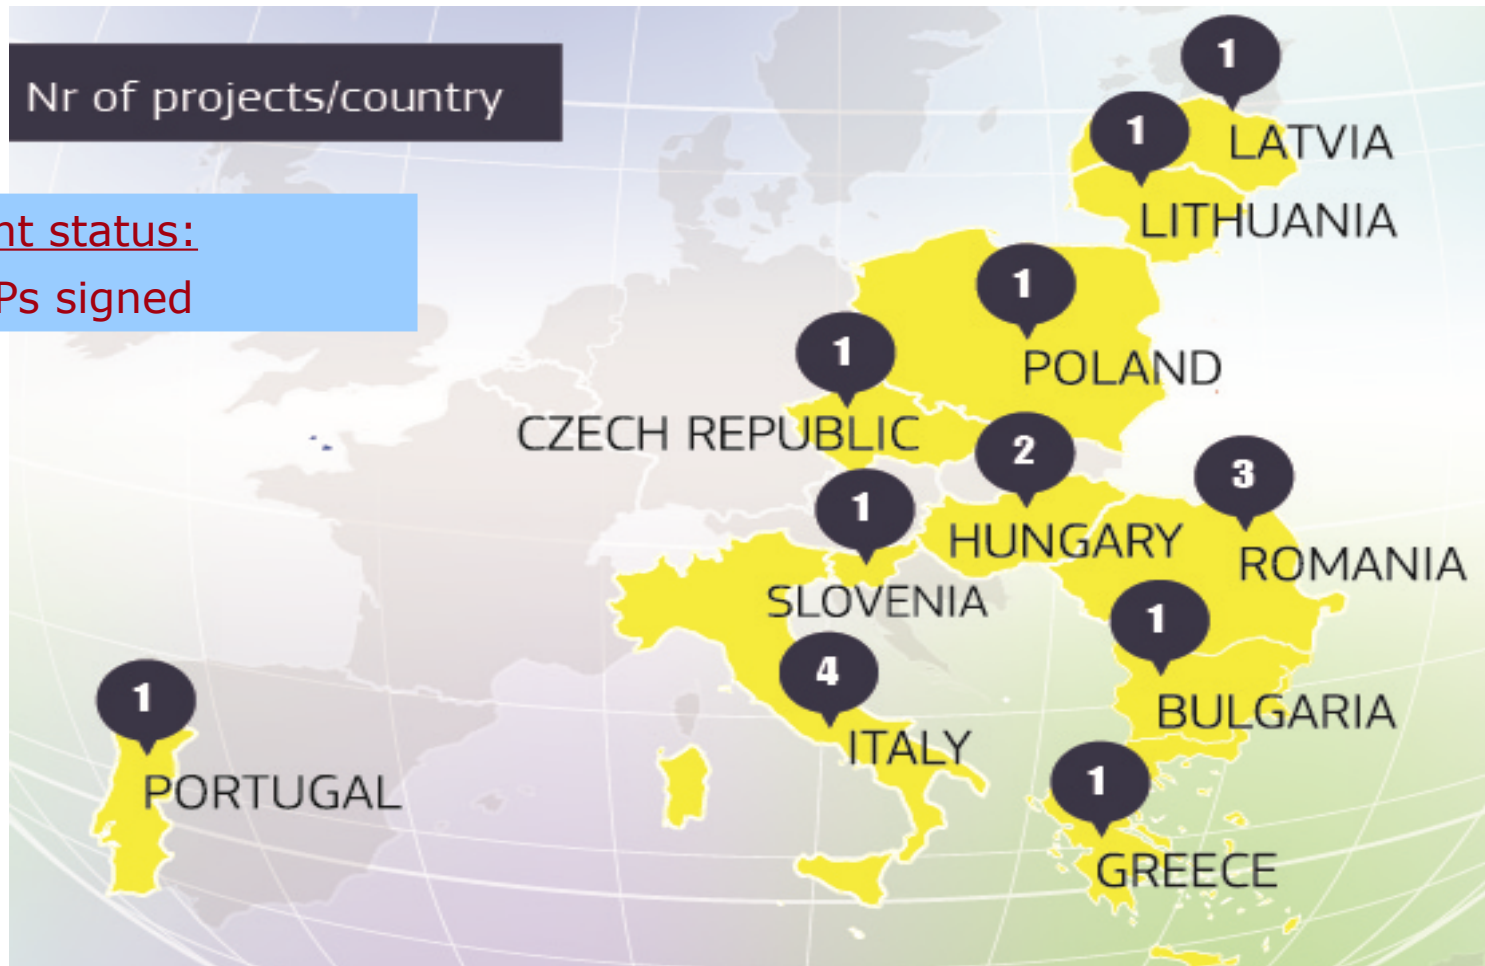 Nr of projects/country
1
LATVIA
1
LITHUANIA
nt status:
Ps signed
1
POLAND
1
CZECH REPUBLIC
2
HUNGARY
3
ROMANIA
1
SLOVENIA
1
BULGARIA
4
ITALY
1
PORTUGAL
1
GREECE